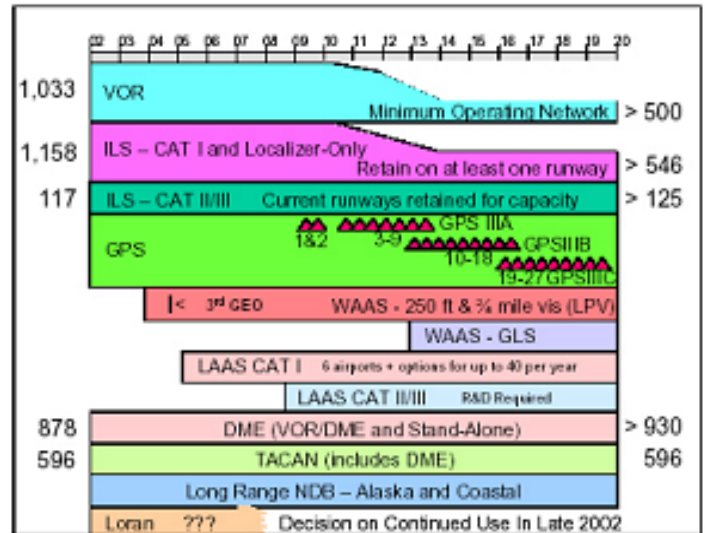 02 03 04 05 06 07 08 09 10 11 12 13 14 15 16 17 18 19 20
1,033 VOR
Minimum Operating Network > 500
1,158 ILS – CAT I and Localizer-Only
Retain on at least one runway > 546
117 ILS – CAT II/III Current runways retained for capacity > 125
GPS
GPS IIIA
1&2 3-9 GPSIIIB
10-18
19-27 GPSIIIC
|< 3rd GEO WAAS - 250 ft & ¾ mile vis (LPV)
WAAS - GLS
LAAS CAT I 6 airports + options for up to 40 per year
LAAS CAT II/III R&D Required
878 DME (VOR/DME and Stand-Alone) > 930
596 TACAN (includes DME) 596
Long Range NDB – Alaska and Coastal
Loran ??? Decision on Continued Use In Late 2002